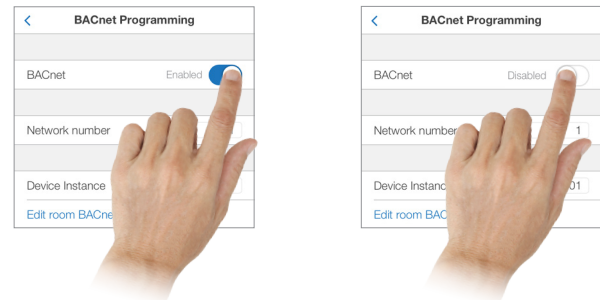 BACnet Programming
BACnet Enabled
Network number
Device Instance
Edit room BACne
BACnet Programming
BACnet Disabled
Network number 1
Device Instanc 01
Edit room BAC